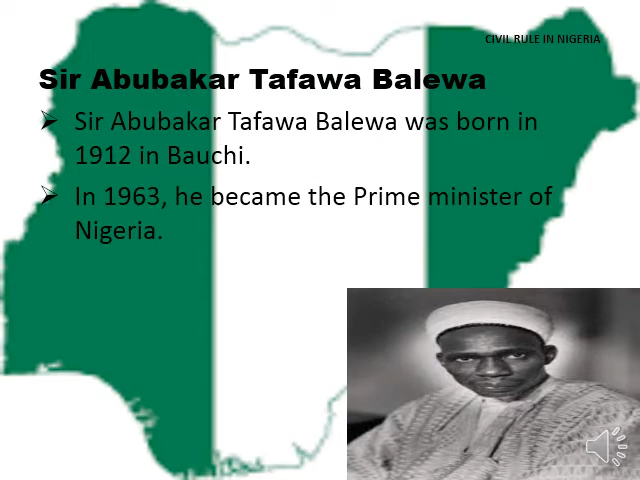 CIVIL RULE IN NIGERIA
Sir Abubakar Tafawa Balewa
➢ Sir Abubakar Tafawa Balewa was born in
1912 in Bauchi.
➢ In 1963, he became the Prime minister of
Nigeria.